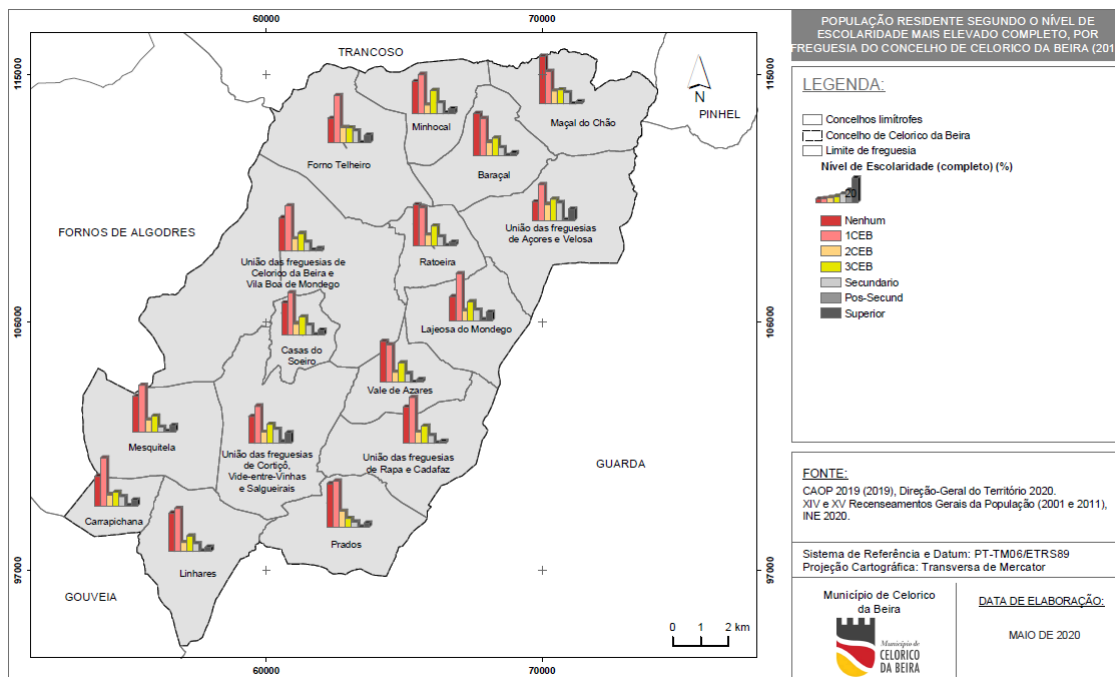 60000
70000
POPULAÇÃO RESIDENTE SEGUNDO O NÍVEL DE
ESCOLARIDADE MAIS ELEVADO COMPLETO, POR
FREGUESIA DO CONCELHO DE CELORICO DA BEIRA (201
TRANCOSO
115000
115000
N
PINHEL
Minhocal
Maçal do Chão
Forno Telheiro
Baraçal
FORNOS DE ALGODRES
União das freguesias
de Açores e Velosa
União das freguesias de
Celorico da Beira e
Vila Boa de Mondego
Ratoeira
106000
106000
Lajeosa do Mondego
Casas do
Soeiro
Vale de Azares
Mesquitela
União das freguesias
de Cortiçô,
Vide-entre-Vinhas
e Salgueirais
União das freguesias
de Rapa e Cadafaz
GUARDA
Carrapichana
Prados
Linhares
97000
97000
GOUVEIA
0 1 2 km
60000
70000
LEGENDA:
Concelhos limítrofes
Concelho de Celorico da Beira
Limite de freguesia
Nível de Escolaridade (completo) (%)
20
Nenhum
1CEB
2CEB
3CEB
Secundario
Pos-Secund
Superior
FONTE:
CAOP 2019 (2019), Direção-Geral do Território 2020.
XIV e XV Recenseamentos Gerais da População (2001 e 2011),
INE 2020.
Sistema de Referência e Datum: PT-TM06/ETRS89
Projeção Cartográfica: Transversa de Mercator
Município de Celorico
da Beira
Município de
CELORICO
DA BEIRA
DATA DE ELABORAÇÃO:
MAIO DE 2020